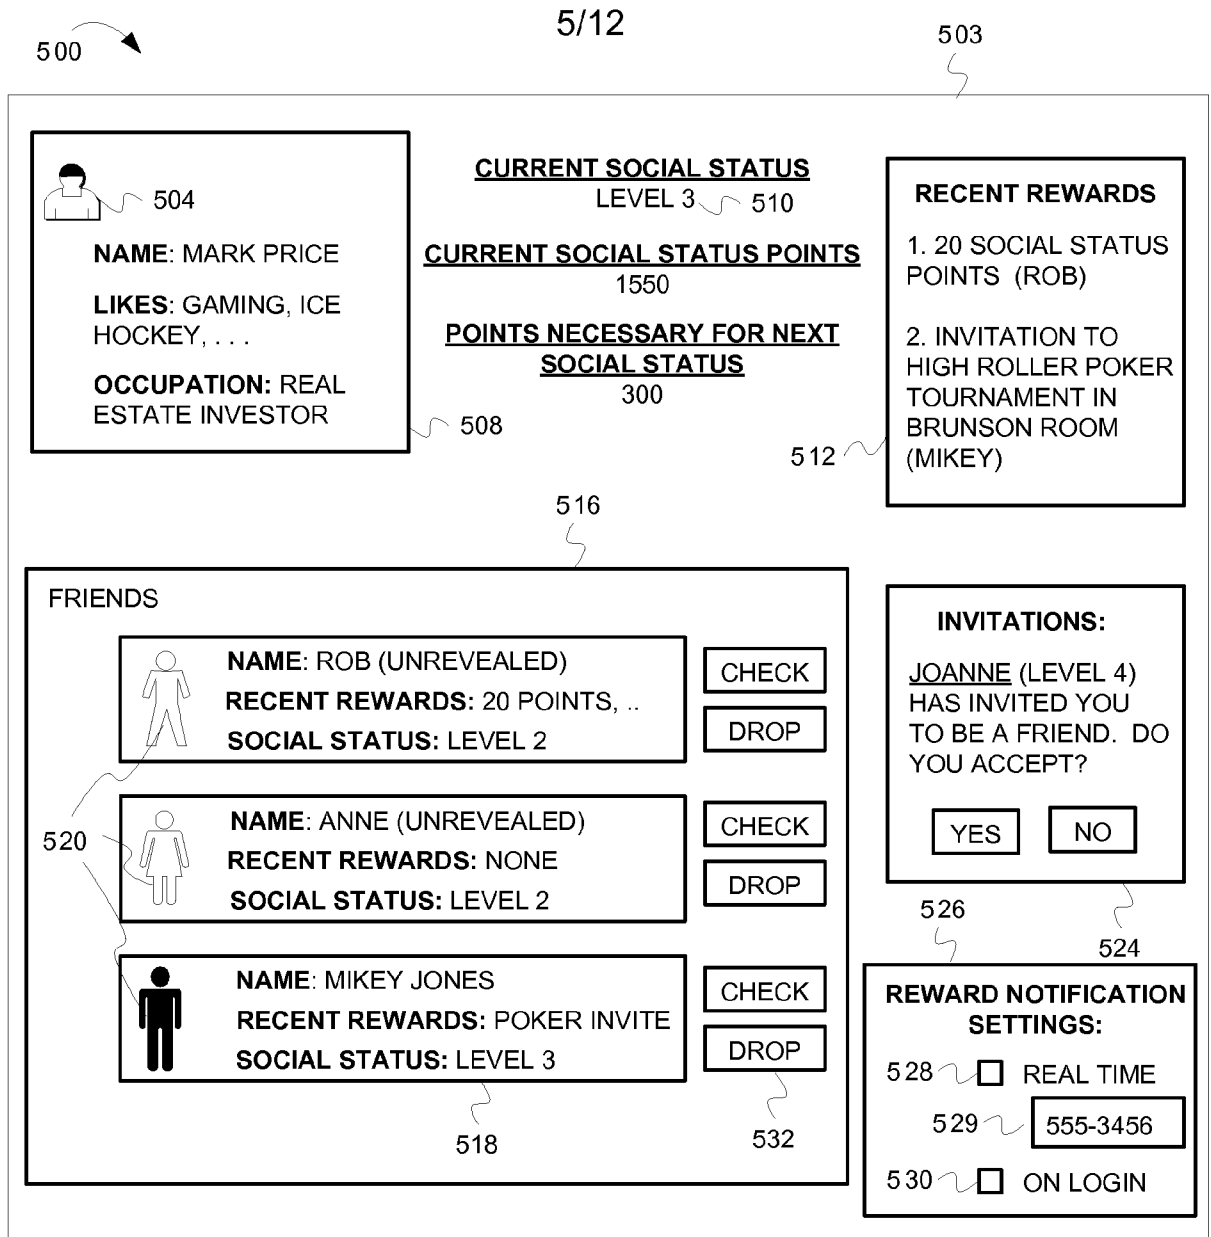 5/12
500
503
504
NAME: MARK PRICE
LIKES: GAMING, ICE
HOCKEY, . . .
OCCUPATION: REAL
ESTATE INVESTOR
508
CURRENT SOCIAL STATUS
LEVEL 3
510
CURRENT SOCIAL STATUS POINTS
1550
POINTS NECESSARY FOR NEXT
SOCIAL STATUS
300
RECENT REWARDS
1. 20 SOCIAL STATUS
POINTS (ROB)
2. INVITATION TO
HIGH ROLLER POKER
TOURNAMENT IN
BRUNSON ROOM
(MIKEY)
512
516
FRIENDS
NAME: ROB (UNREVEALED)
RECENT REWARDS: 20 POINTS, ..
SOCIAL STATUS: LEVEL 2
CHECK
DROP
520
NAME: ANNE (UNREVEALED)
RECENT REWARDS: NONE
SOCIAL STATUS: LEVEL 2
CHECK
DROP
NAME: MIKEY JONES
RECENT REWARDS: POKER INVITE
SOCIAL STATUS: LEVEL 3
CHECK
DROP
518
532
INVITATIONS:
JOANNE (LEVEL 4)
HAS INVITED YOU
TO BE A FRIEND. DO
YOU ACCEPT?
YES
NO
524
526
REWARD NOTIFICATION
SETTINGS:
528
REAL TIME
529
555-3456
530
ON LOGIN